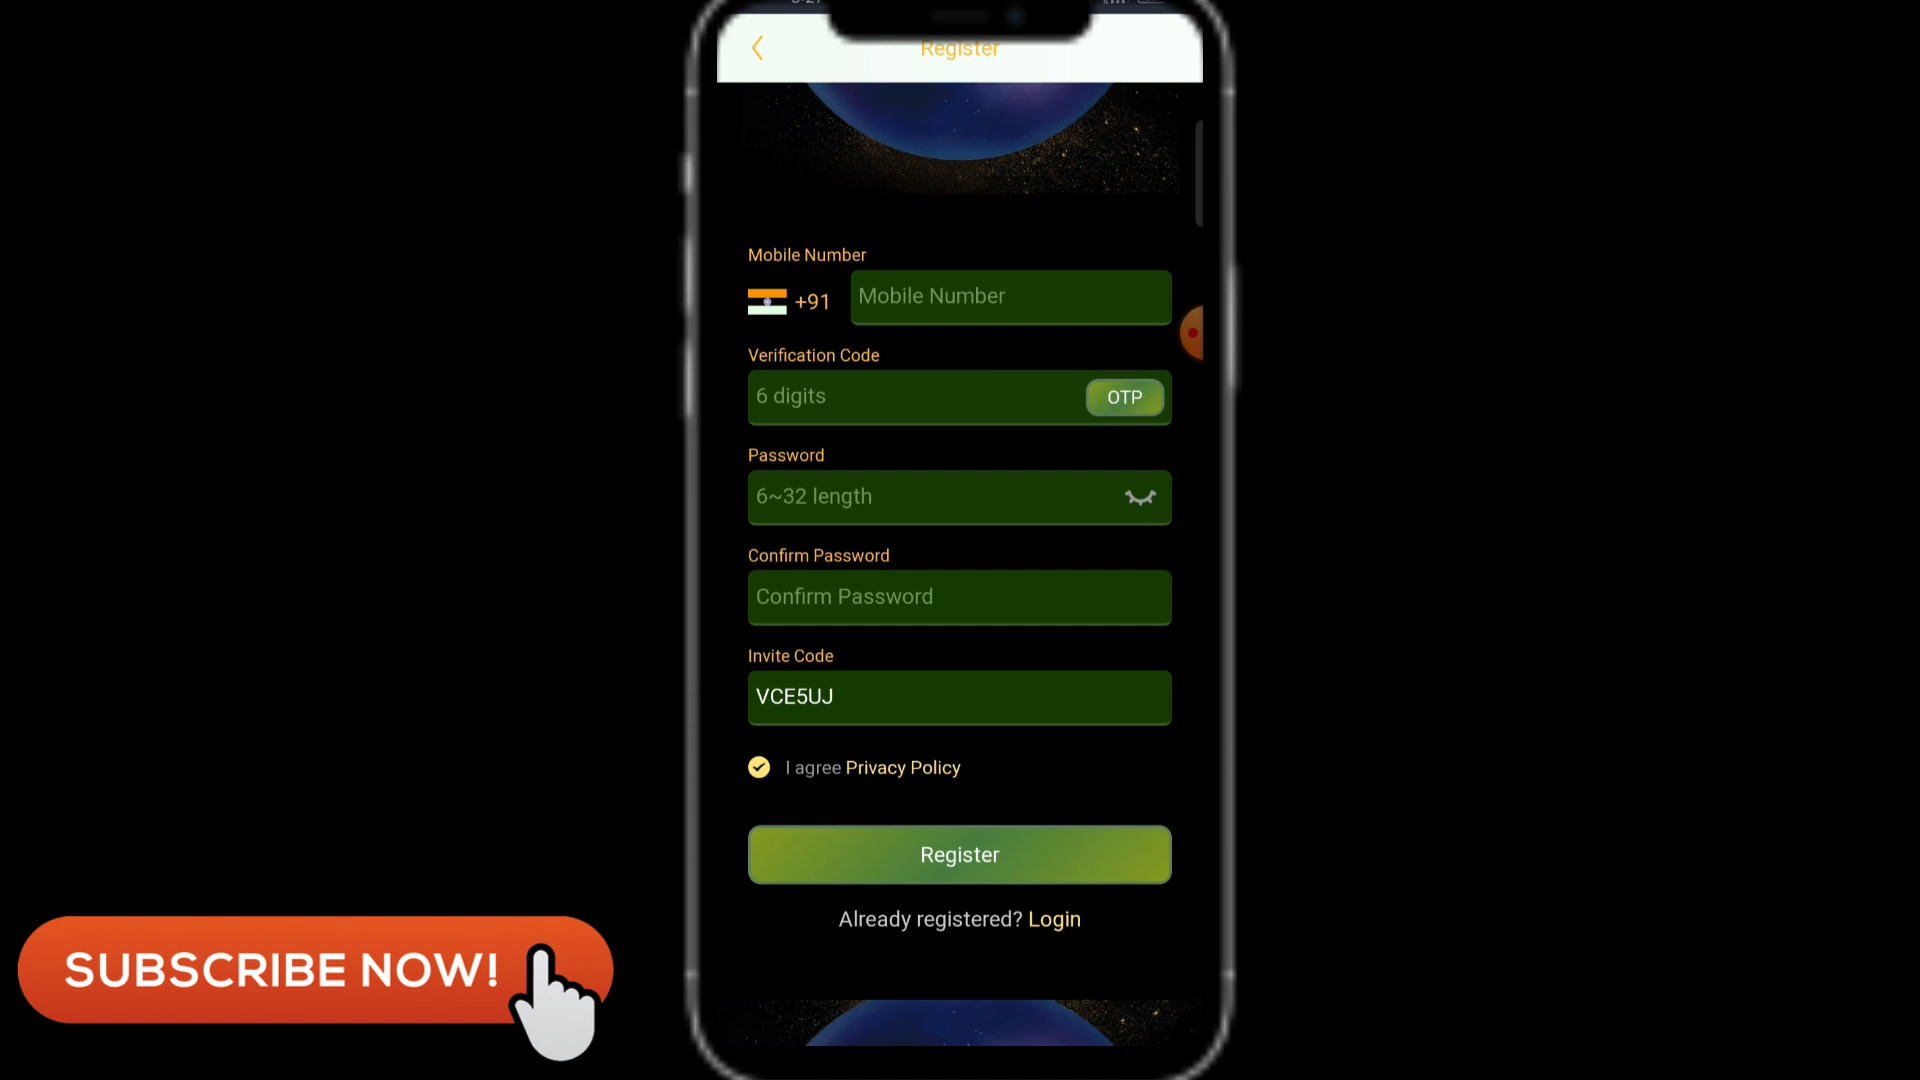 Register
Mobile Number
+91 Mobile Number
Verification Code
6 digits OTP
Password
6~32 length
Confirm Password
Confirm Password
Invite Code
VCE5UJ
I agree Privacy Policy
Register
Already registered? Login
SUBSCRIBE NOW!